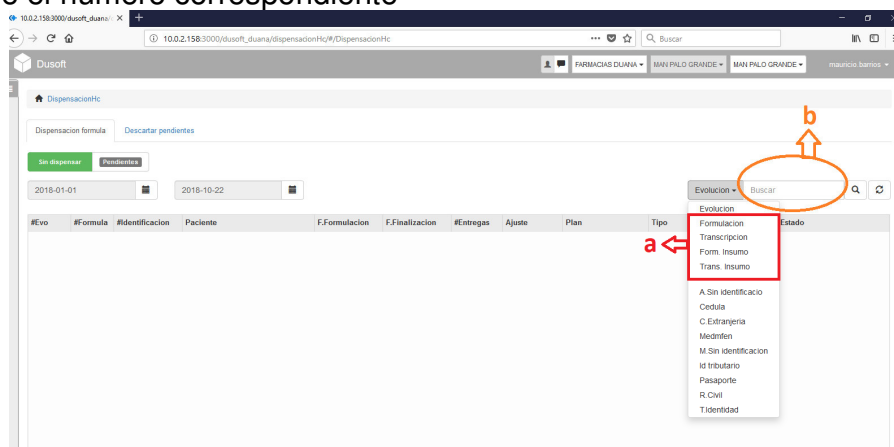 o el número correspondiente
10.0.2.158:3000/dusoft_duana/
10.0.2.158:3000/dusoft_duana/dispensacionHc/#/DispensacionHc
Buscar
Dusoft
FARMACIAS DUANA
MAN PALO GRANDE
MAN PALO GRANDE
mauricio.barrios
DispensacionHc
Dispensacion formula
Descartar pendientes
b
Sin dispensar
Pendientes
2018-01-01
2018-10-22
Evolucion
Buscar
#Evo #Formula #Identificacion Paciente F.Formulacion F.Finalizacion #Entregas Ajuste Plan Tipo Estado
Evolucion
Formulacion
Transcripcion
a
Form. Insumo
Trans. Insumo
A.Sin identificacio
Cedula
C.Extranjeria
Medmfen
M.Sin identificacion
Id tributario
Pasaporte
R.Civil
T.Identidad